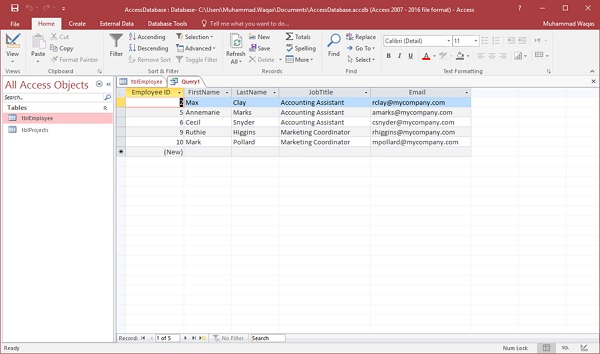 AccessDatabase : Database- C:\Users\Muhammad.Waqas\Documents\AccessDatabase.accdb (Access 2007 - 2016 file format) - Access
File Home Create External Data Database Tools Tell me what you want to do... Muhammad Waqas
View
Views
Paste
Cut
Copy
Format Painter
Clipboard
Filter
Ascending
Descending
Remove Sort
Selection
Advanced
Toggle Filter
Sort & Filter
Refresh All
New
Save
Delete
Totals
Spelling
More
Records
Find
Replace
Go To
Select
Find
Calibri (Detail) 11
B I U
Text Formatting
All Access Objects
Search...
Tables
tblEmployee
tblProjects
tblEmployee Query1
Employee ID FirstName LastName JobTitle Email
2 Max Clay Accounting Assistant rclay@mycompany.com
5 Annemarie Marks Accounting Assistant amarks@mycompany.com
6 Cecil Snyder Accounting Assistant csnyder@mycompany.com
9 Ruthie Higgins Marketing Coordinator rhiggins@mycompany.com
10 Mark Pollard Marketing Coordinator mpollard@mycompany.com
(New)
Record: 1 of 5 No Filter Search
Ready Num Lock SQL